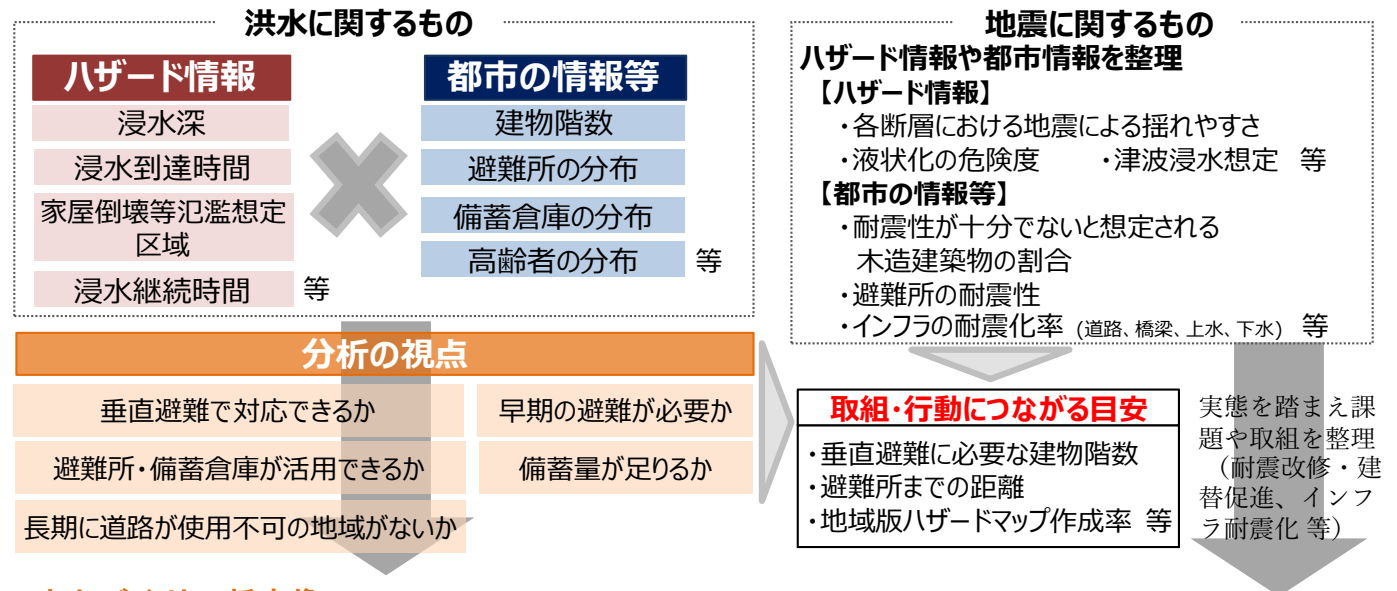 洪水に関するもの
ハザード情報
浸水深
浸水到達時間
家屋倒壊等氾濫想定
区域
浸水継続時間 等
都市の情報等
建物階数
避難所の分布
備蓄倉庫の分布
高齢者の分布 等
地震に関するもの
ハザード情報や都市情報を整理
【ハザード情報】
・各断層における地震による揺れやすさ
・液状化の危険度 ・津波浸水想定 等
【都市の情報等】
・耐震性が十分でないと想定される
木造建築物の割合
・避難所の耐震性
・インフラの耐震化率 (道路、橋梁、上水、下水) 等
分析の視点
垂直避難で対応できるか
早期の避難が必要か
避難所・備蓄倉庫が活用できるか
備蓄量が足りるか
長期に道路が使用不可の地域がないか
取組・行動につながる目安
・垂直避難に必要な建物階数
・避難所までの距離
・地域版ハザードマップ作成率 等
実態を踏まえ課
題や取組を整理
(耐震改修・建
替促進、インフ
ラ耐震化 等)